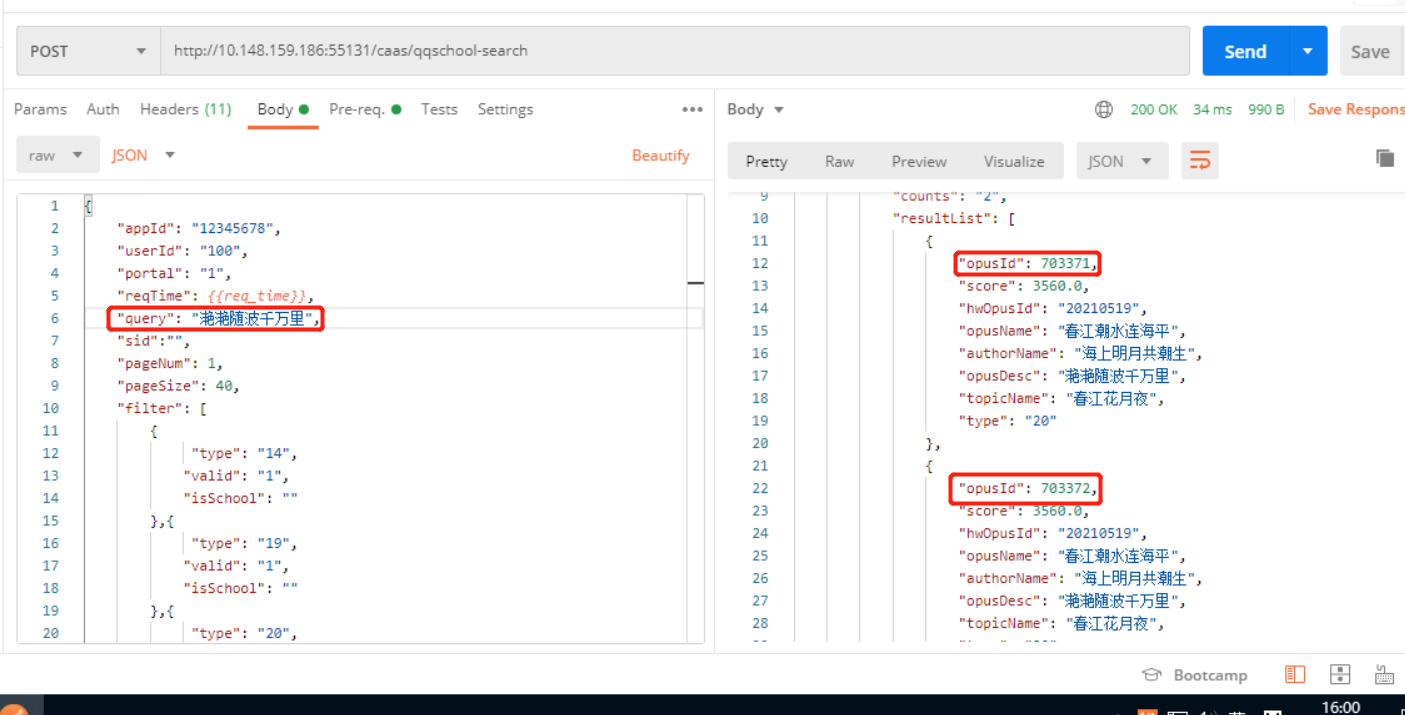 POST http://10.148.159.186:55131/caas/qqschool-search Send Save
Params Auth Headers (11) Body Pre-req. Tests Settings ••• Body 200 OK 34 ms 990 B Save Respons
raw JSON Beautify Pretty Raw Preview Visualize JSON
1 {
2 "appId": "12345678",
3 "userId": "100",
4 "portal": "1",
5 "reqTime": {{req_time}},
6 "query": "滟滟随波千万里",
7 "sid":"",
8 "pageNum": 1,
9 "pageSize": 40,
10 "filter": [
11 {
12 "type": "14",
13 "valid": "1",
14 "isSchool": ""
15 },{
16 "type": "19",
17 "valid": "1",
18 "isSchool": ""
19 },{
20 "type": "20",
9 "counts": "2",
10 "resultList": [
11 {
12 "opusId": 703371,
13 "score": 3560.0,
14 "hwOpusId": "20210519",
15 "opusName": "春江潮水连海平",
16 "authorName": "海上明月共潮生",
17 "opusDesc": "滟滟随波千万里",
18 "topicName": "春江花月夜",
19 "type": "20"
20 },
21 {
22 "opusId": 703372,
23 "score": 3560.0,
24 "hwOpusId": "20210519",
25 "opusName": "春江潮水连海平",
26 "authorName": "海上明月共潮生",
27 "opusDesc": "滟滟随波千万里",
28 "topicName": "春江花月夜",
Bootcamp
16:00